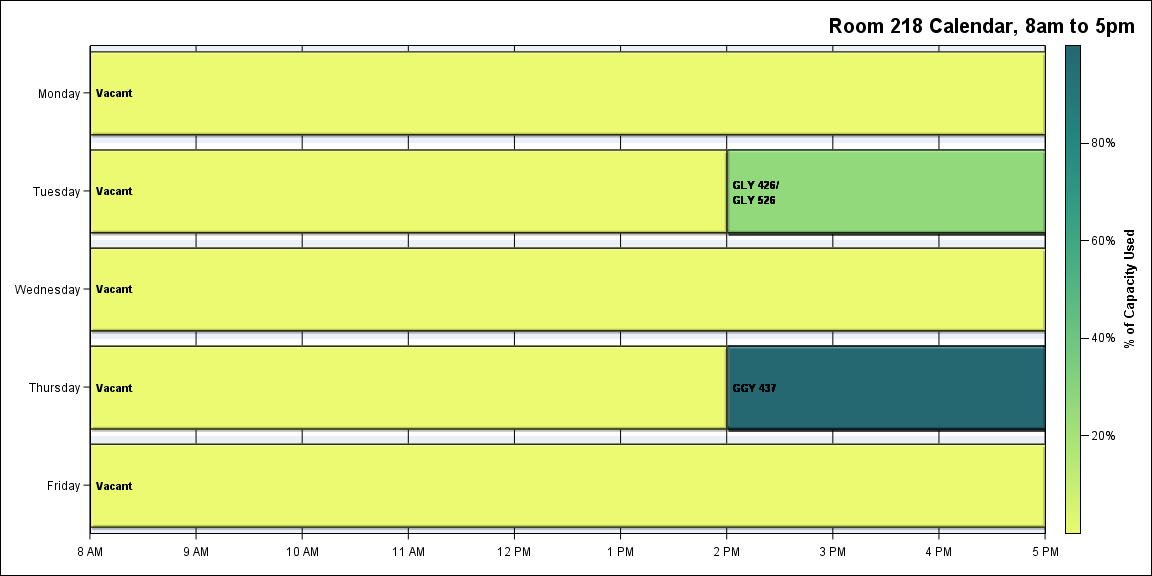 Room 218 Calendar, 8am to 5pm
Monday
Vacant
Tuesday
Vacant
GLY 426/
GLY 526
Wednesday
Vacant
Thursday
Vacant
GGY 437
Friday
Vacant
8 AM 9 AM 10 AM 11 AM 12 PM 1 PM 2 PM 3 PM 4 PM 5 PM
80%
60%
40%
20%
% of Capacity Used